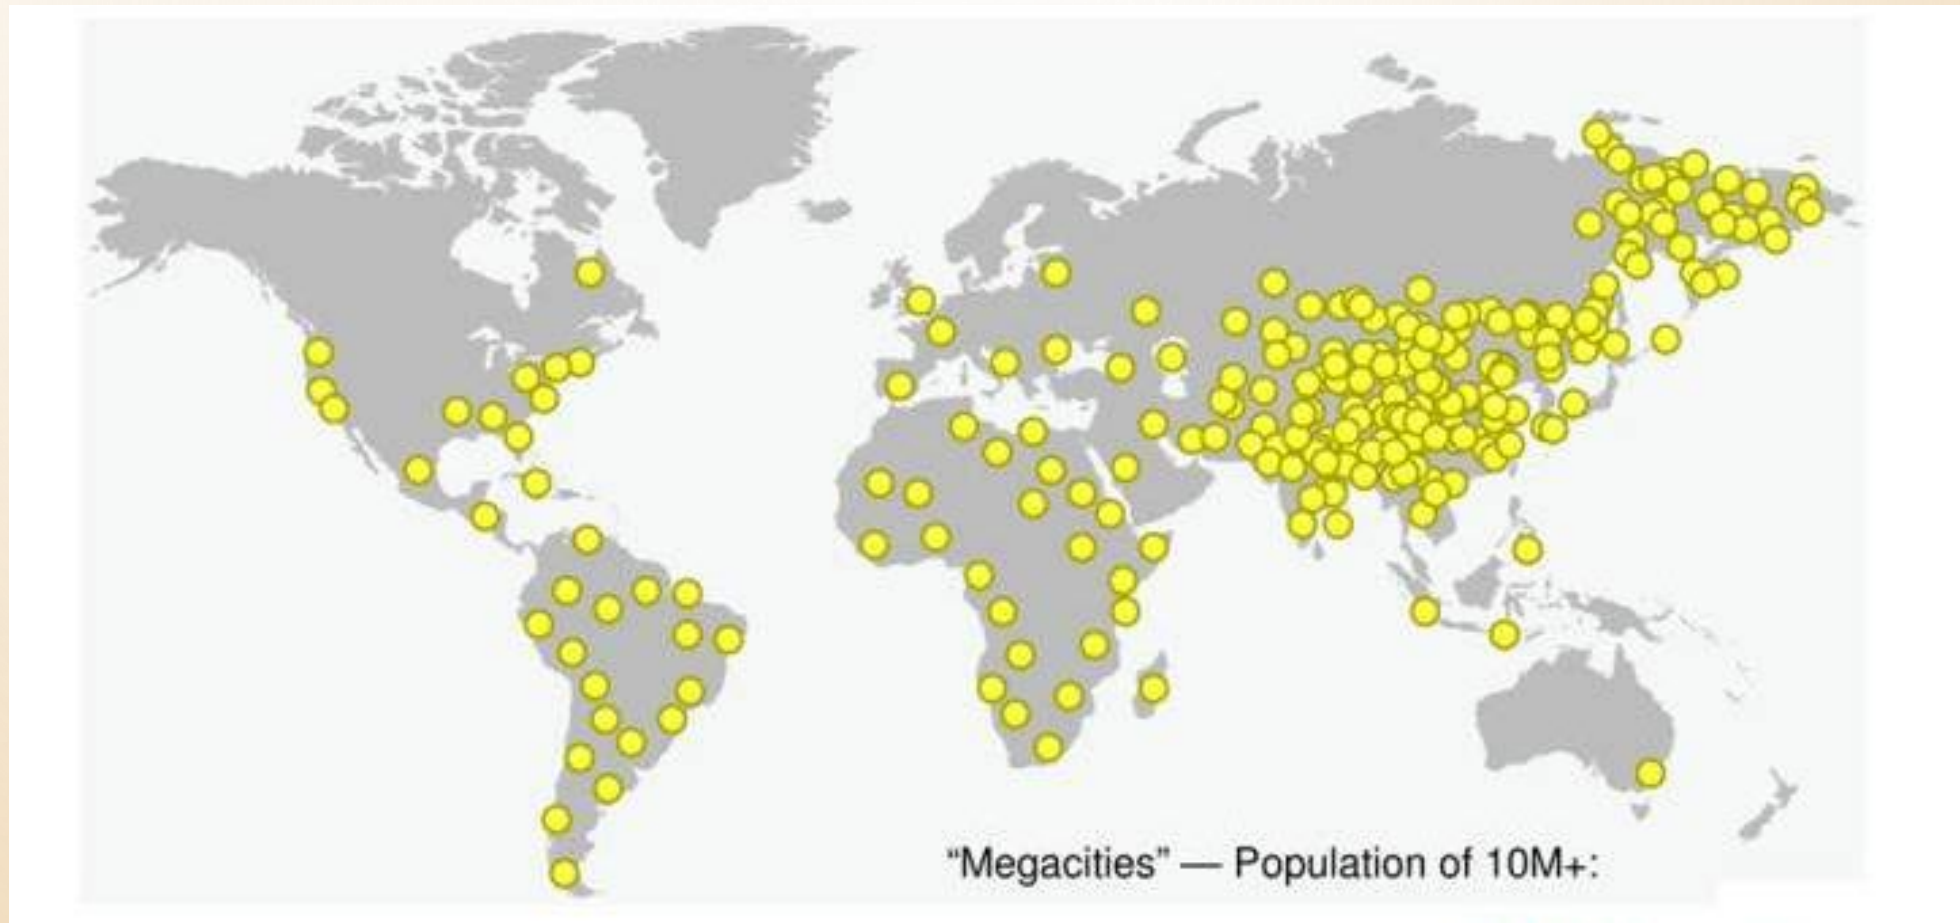 “Megacities” — Population of 10M+: